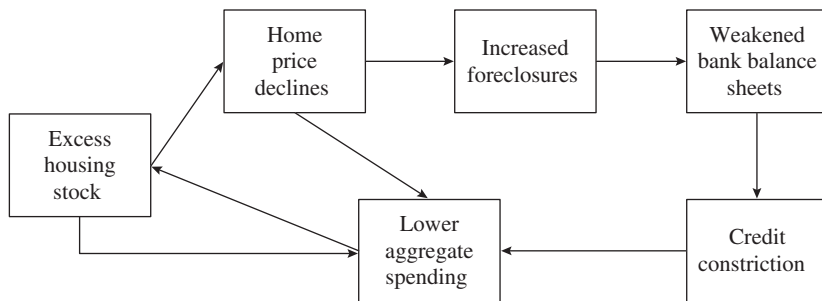 Home
price
declines
Increased
foreclosures
Weakened
bank balance
sheets
Excess
housing
stock
Lower
aggregate
spending
Credit
constriction